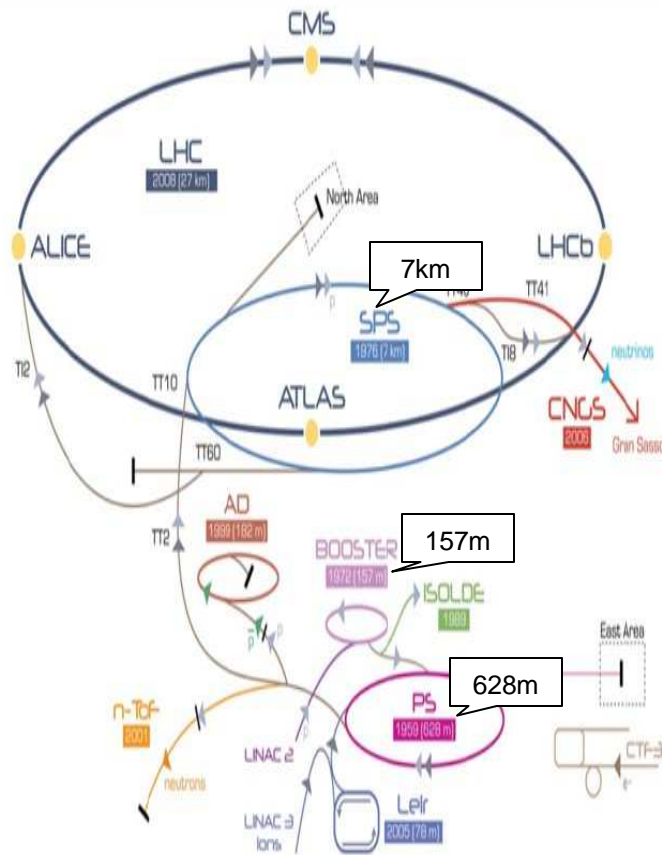 CMS
LHC
2008 (27 km)
North Area
ALICE
LHCb
7km
TT41
p
SPS
1976 (7 km)
TI8
neutrinos
TI2
TT10
ATLAS
CNGS
2006
Gran Sasso
TT60
AD
1999 (182 m)
TT2
BOOSTER
1972 (157 m)
157m
ISOLDE
1989
East Area
p
p
n-ToF
2001
PS
1959 (628 m)
628m
LINAC 2
neutrons
CTF-3
e-
LINAC 3
Ions
Leir
2005 (78 m)